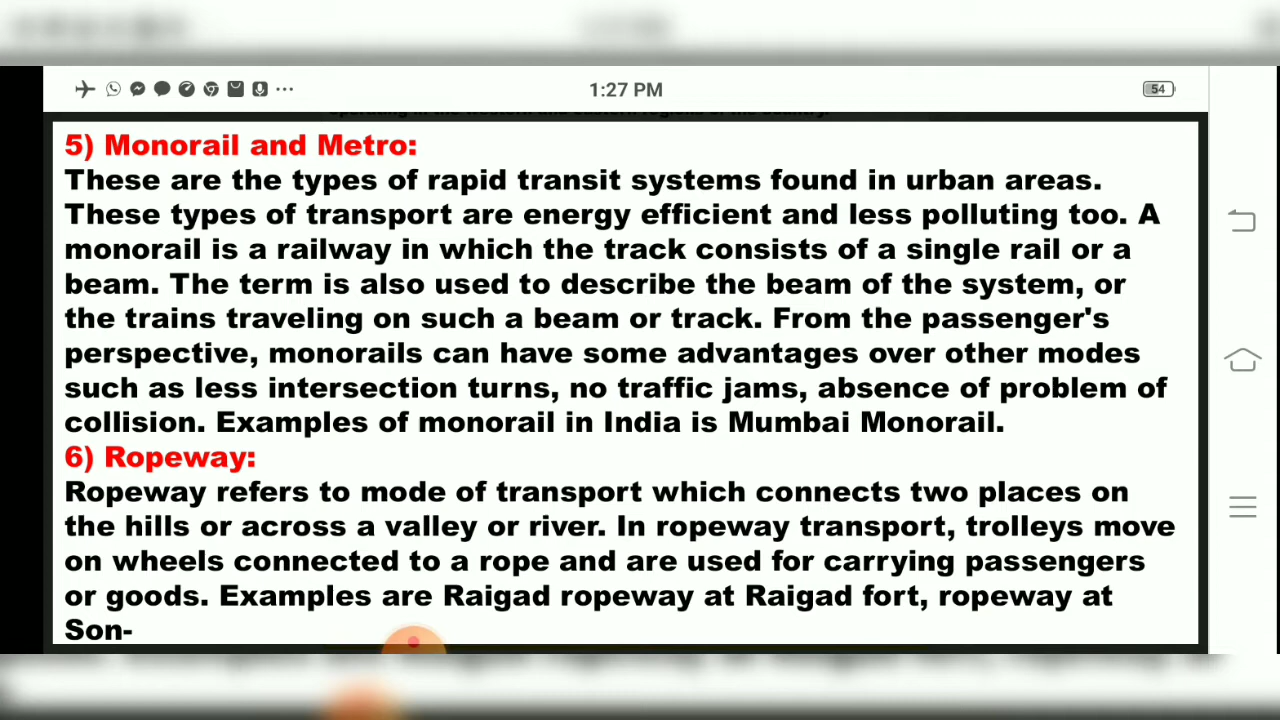 1:27 PM
54
5) Monorail and Metro:
These are the types of rapid transit systems found in urban areas.
These types of transport are energy efficient and less polluting too. A
monorail is a railway in which the track consists of a single rail or a
beam. The term is also used to describe the beam of the system, or
the trains traveling on such a beam or track. From the passenger's
perspective, monorails can have some advantages over other modes
such as less intersection turns, no traffic jams, absence of problem of
collision. Examples of monorail in India is Mumbai Monorail.
6) Ropeway:
Ropeway refers to mode of transport which connects two places on
the hills or across a valley or river. In ropeway transport, trolleys move
on wheels connected to a rope and are used for carrying passengers
or goods. Examples are Raigad ropeway at Raigad fort, ropeway at
Son-